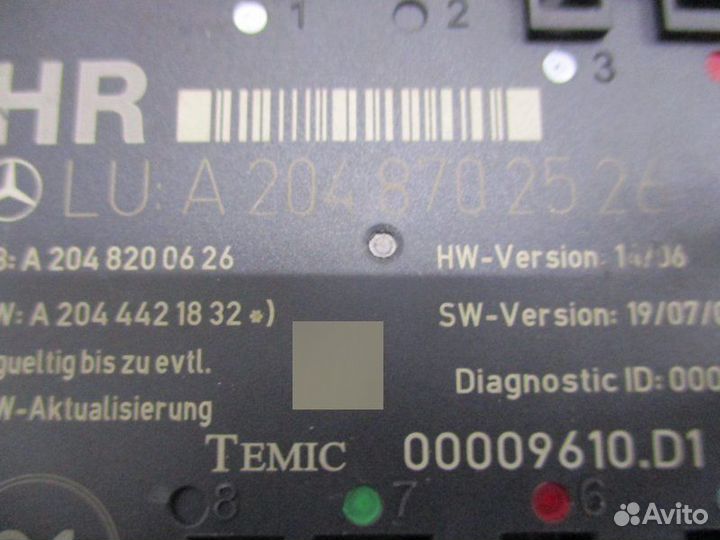 1 2
3
HR
LU: A 204 870 25 26
: A 204 820 06 26 HW-Version: 14/06
: A 204 442 18 32 *) SW-Version: 19/07/
gueltig bis zu evtl.
W-Aktualisierung Diagnostic ID: 000
TEMIC 00009610.D1
8 7 6
Avito